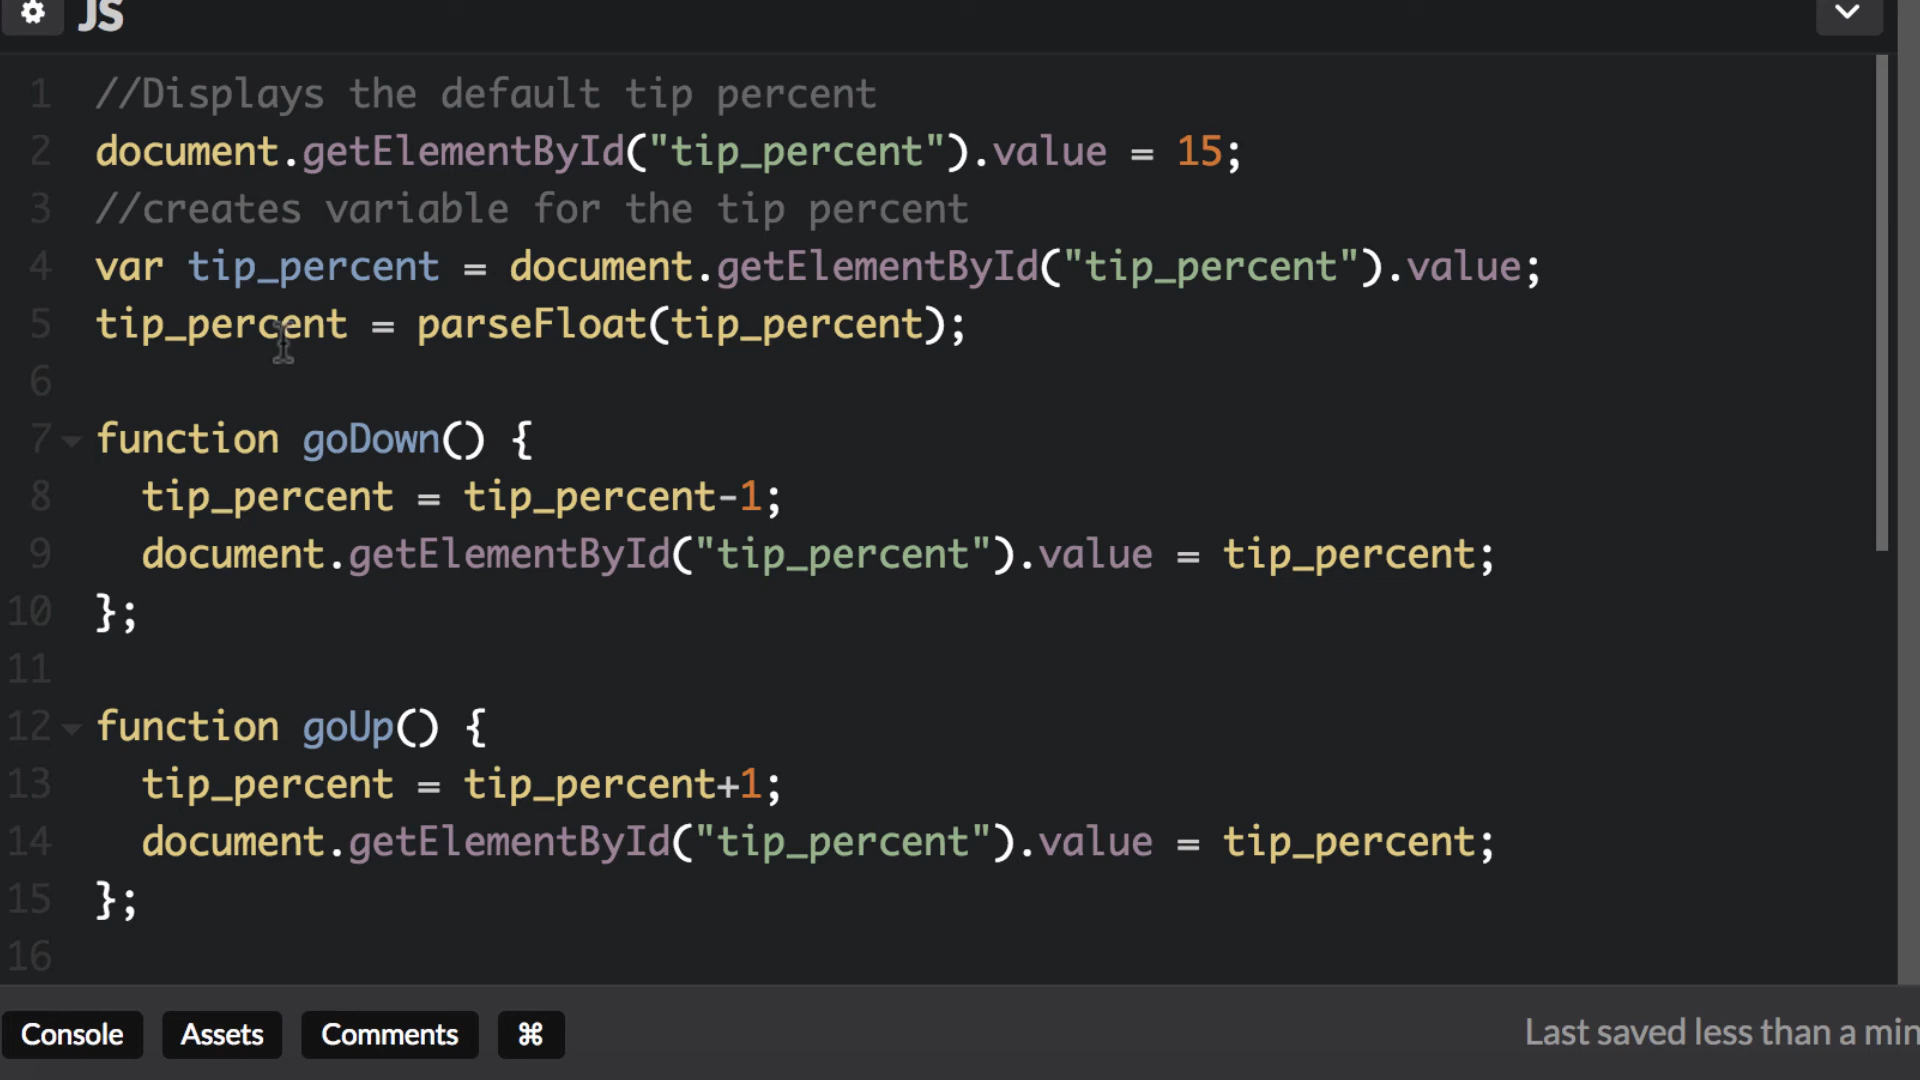 JS
1 //Displays the default tip percent
2 document.getElementById("tip_percent").value = 15;
3 //creates variable for the tip percent
4 var tip_percent = document.getElementById("tip_percent").value;
5 tip_percent = parseFloat(tip_percent);
6
7 function goDown() {
8 tip_percent = tip_percent-1;
9 document.getElementById("tip_percent").value = tip_percent;
10 };
11
12 function goUp() {
13 tip_percent = tip_percent+1;
14 document.getElementById("tip_percent").value = tip_percent;
15 };
16
Console Assets Comments ⌘ Last saved less than a min